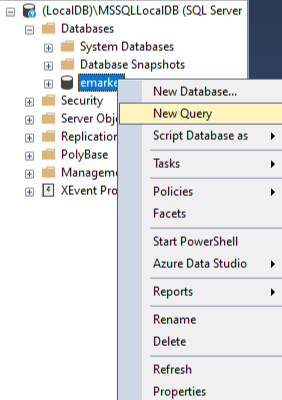 (LocalDB)\MSSQLLocalDB (SQL Server
Databases
System Databases
Database Snapshots
emarke
Security
Server Obj
Replication
PolyBase
Manageme
XEvent Pro
New Database...
New Query
Script Database as
Tasks
Policies
Facets
Start PowerShell
Azure Data Studio
Reports
Rename
Delete
Refresh
Properties